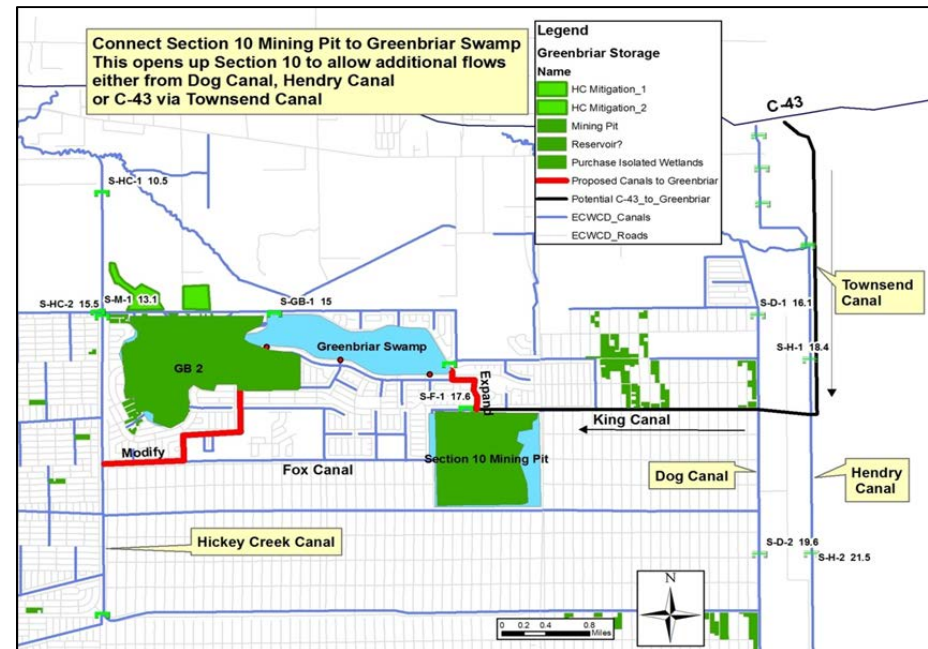 Connect Section 10 Mining Pit to Greenbriar Swamp
This opens up Section 10 to allow additional flows
either from Dog Canal, Hendry Canal
or C-43 via Townsend Canal
Legend
Greenbriar Storage
Name
HC Mitigation_1
HC Mitigation_2
Mining Pit
Reservoir?
Purchase Isolated Wetlands
Proposed Canals to Greenbriar
Potential C-43_to_Greenbriar
ECWCD_Canals
ECWCD_Roads
C-43
S-HC-1 10.5
Townsend
Canal
S-HC-2 15.5
S-M-1 13.1
S-GB-1 15
S-D-1 16.1
S-H-1 18.4
Greenbriar Swamp
GB 2
Expand
S-F-1 17.6
King Canal
Modify
Fox Canal
Section 10 Mining Pit
Dog Canal
Hendry
Canal
Hickey Creek Canal
S-D-2 19.6
S-H-2 21.5
N
0 0.2 0.4 0.8
Miles